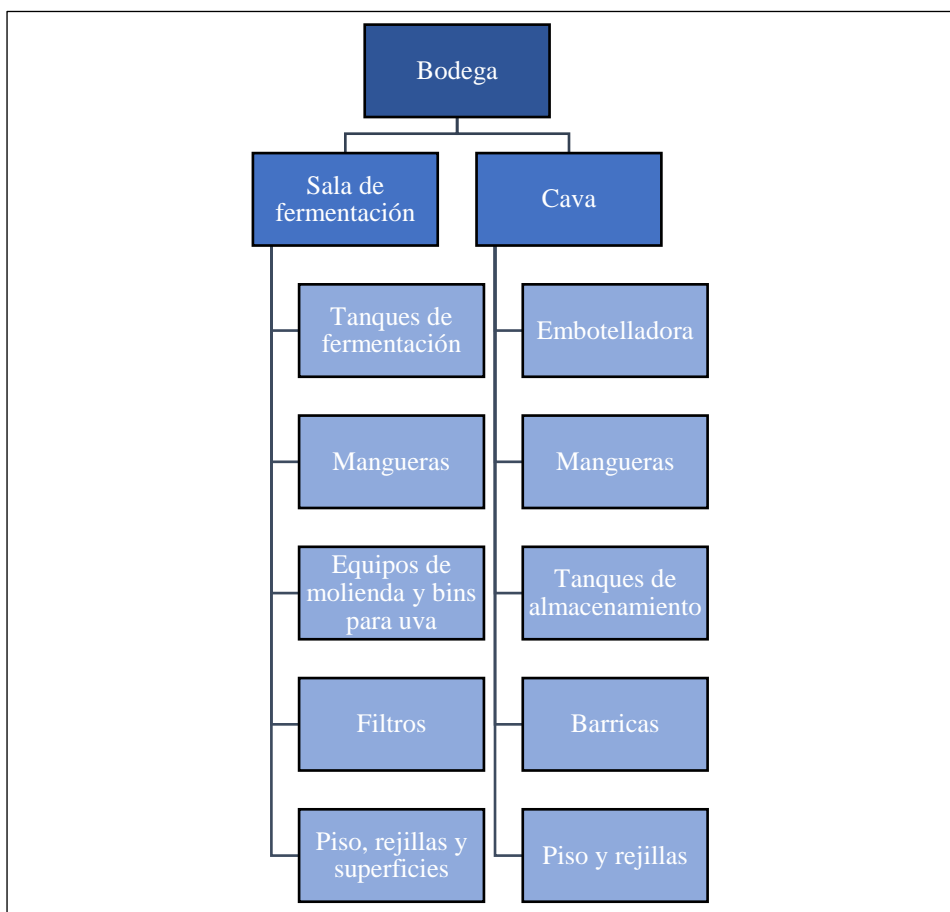 Bodega
Sala de
fermentación
Cava
Tanques de
fermentación
Embotelladora
Mangueras
Mangueras
Equipos de
molienda y bins
para uva
Tanques de
almacenamiento
Filtros
Barricas
Piso, rejillas y
superficies
Piso y rejillas